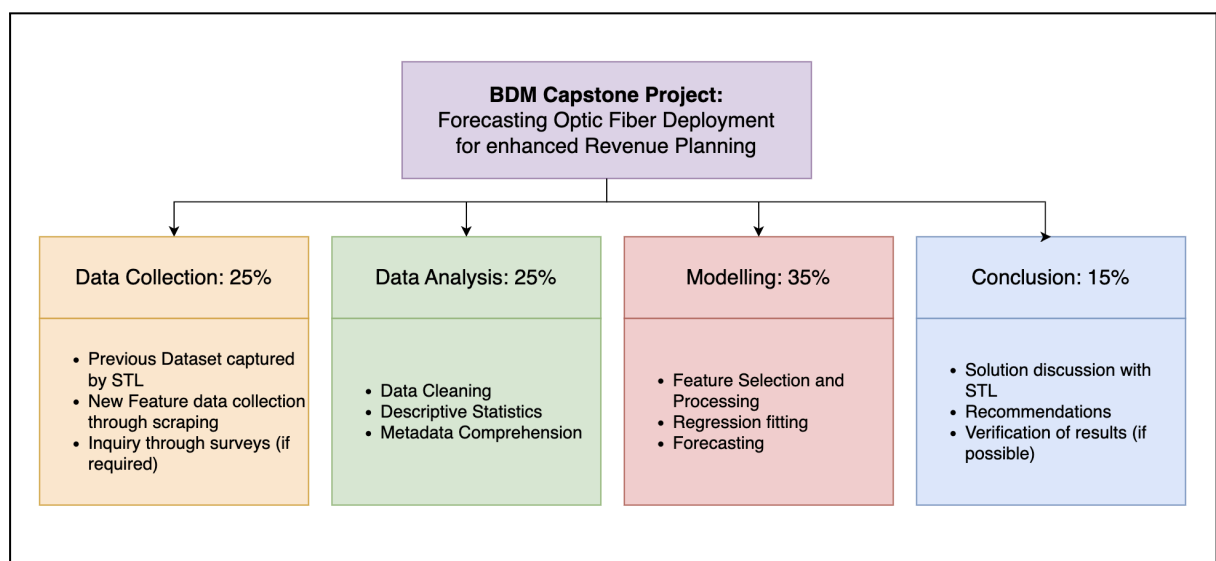 BDM Capstone Project:
Forecasting Optic Fiber Deployment
for enhanced Revenue Planning
Data Collection: 25%
• Previous Dataset captured
by STL
• New Feature data collection
through scraping
• Inquiry through surveys (if
required)
Data Analysis: 25%
• Data Cleaning
• Descriptive Statistics
• Metadata Comprehension
Modelling: 35%
• Feature Selection and
Processing
• Regression fitting
• Forecasting
Conclusion: 15%
• Solution discussion with
STL
• Recommendations
• Verification of results (if
possible)